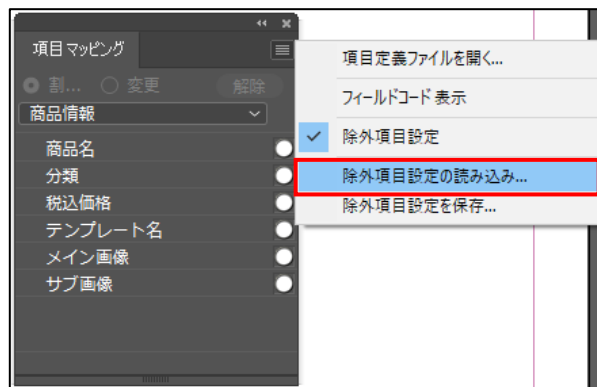 項目マッピング
割... 変更 解除
商品情報
商品名
分類
税込価格
テンプレート名
メイン画像
サブ画像
項目定義ファイルを開く...
フィールドコード表示
除外項目設定
除外項目設定の読み込み...
除外項目設定を保存...